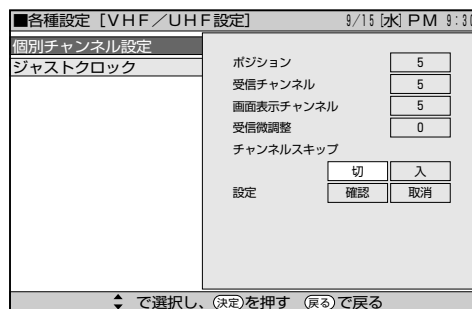 ■各種設定［VHF／UHF設定］ 9/15 [水] PM 9:30
個別チャンネル設定
ジャストクロック
ポジション 5
受信チャンネル 5
画面表示チャンネル 5
受信微調整 0
チャンネルスキップ
切 入
設定 確認 取消
で選択し、決定を押す 戻るで戻る